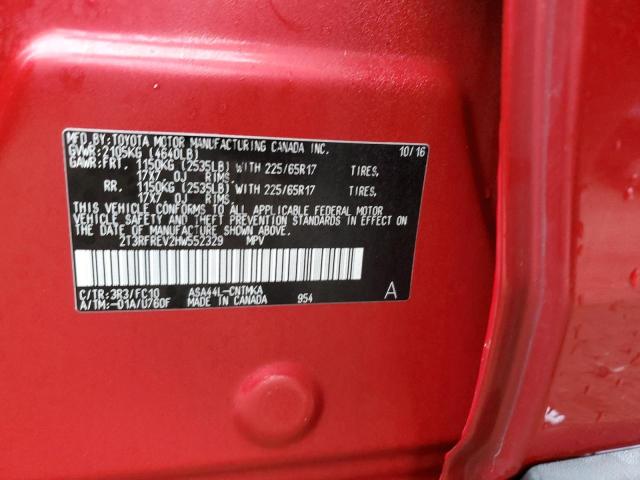 MFD. BY: TOYOTA MOTOR MANUFACTURING CANADA INC. 10/16
GVWR: 2105KG (4640LB)
GAWR: FRT. 1150KG (2535LB) WITH 225/65R17 TIRES,
17X7.0J RIMS,
RR. 1150KG (2535LB) WITH 225/65R17 TIRES,
17X7.0J RIMS,
THIS VEHICLE CONFORMS TO ALL APPLICABLE FEDERAL MOTOR
VEHICLE SAFETY AND THEFT PREVENTION STANDARDS IN EFFECT ON
THE DATE OF MANUFACTURE SHOWN ABOVE.
2T3RFREV2HW552329 MPV
C/TR: 3R3/FC10 ASA44L-CNTMKA
A/TM: -01A/U760F MADE IN CANADA 954 A